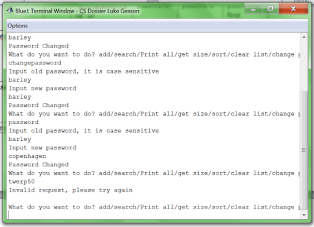 BlueJ: Terminal Window - CS Dossier Luke Geeson
Options
barley
Password Changed
What do you want to do? add/search/Print all/get size/sort/clear list/change p
changepassword
Input old password, it is case sensitive
barley
Input new password
barley
Password Changed
What do you want to do? add/search/Print all/get size/sort/clear list/change p
password
Input old password, it is case sensitive
barley
Input new password
copenhagen
Password Changed
What do you want to do? add/search/Print all/get size/sort/clear list/change p
twerp50
Invalid request, please try again
What do you want to do? add/search/Print all/get size/sort/clear list/change p